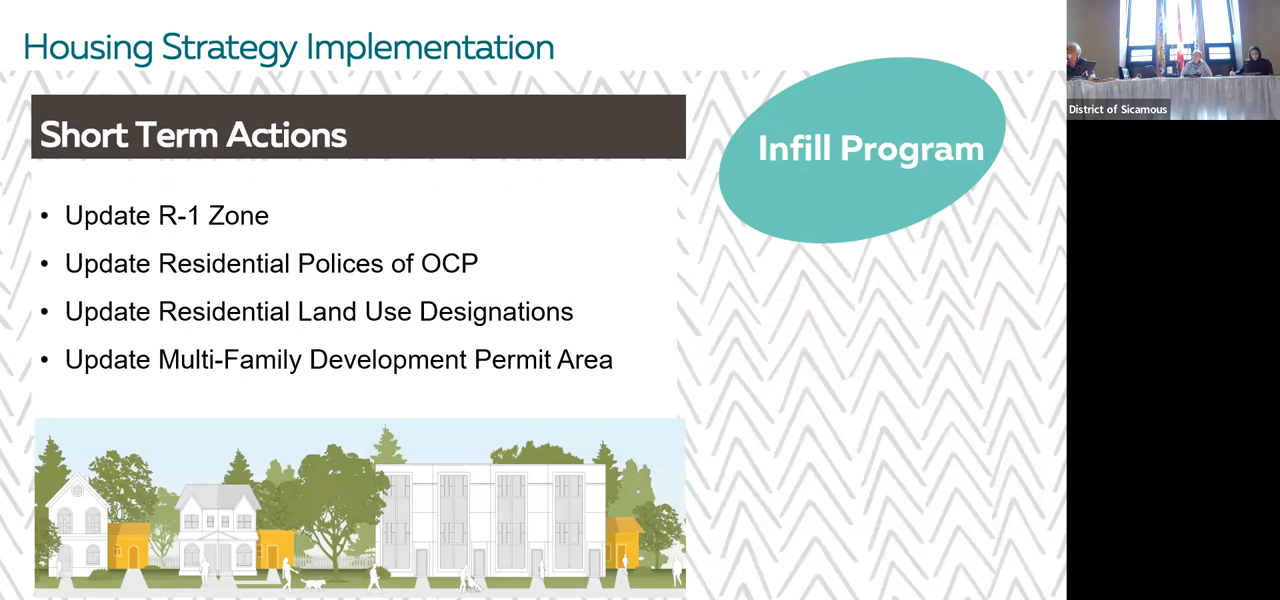 Housing Strategy Implementation
Short Term Actions
Infill Program
• Update R-1 Zone
• Update Residential Polices of OCP
• Update Residential Land Use Designations
• Update Multi-Family Development Permit Area
District of Sicamous